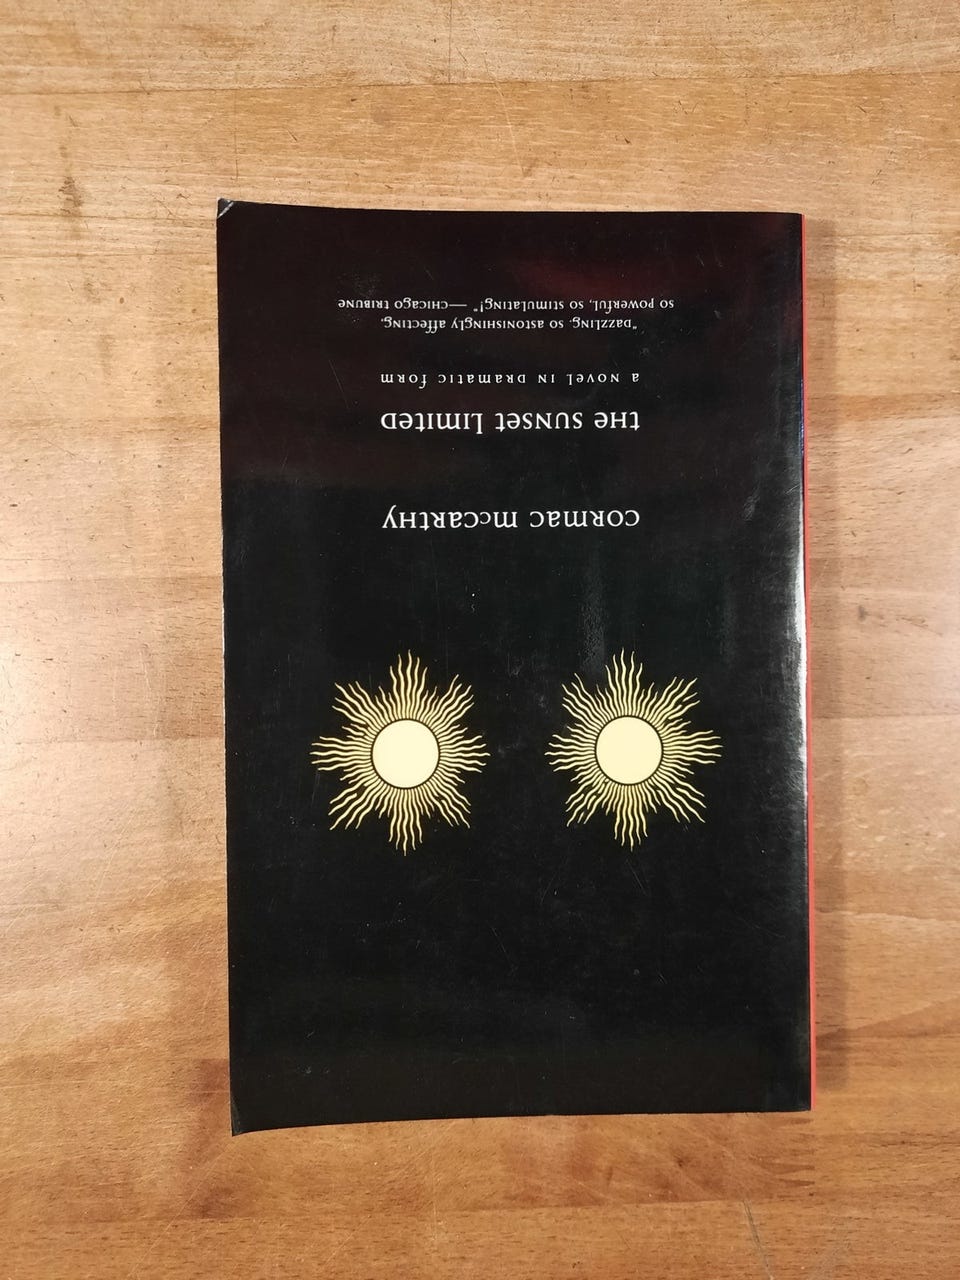 CORMAC McCARTHY
THE SUNSET LIMITED
A NOVEL IN DRAMATIC FORM
"DAZZLING, so astonishingly affecting,
so powerful, so stimulating!" —CHICAGO TRIBUNE